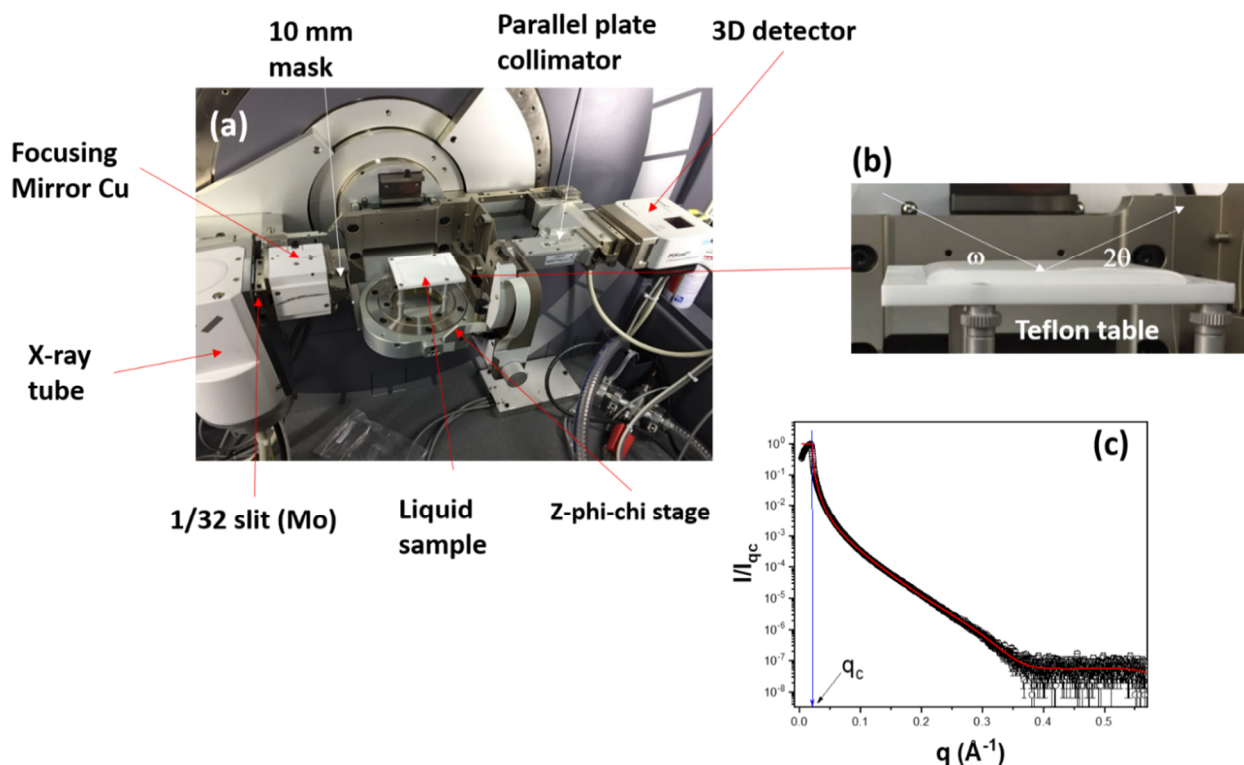 10 mm
mask
Parallel plate
collimator
3D detector
(a)
Focusing
Mirror Cu
(b)
ω
2θ
Teflon table
X-ray
tube
1/32 slit (Mo)
Liquid
sample
Z-phi-chi stage
(c)
10⁰
10⁻¹
10⁻²
10⁻³
10⁻⁴
10⁻⁵
10⁻⁶
10⁻⁷
10⁻⁸
I/I_qc
q_c
0.0 0.1 0.2 0.3 0.4 0.5
q (Å⁻¹)